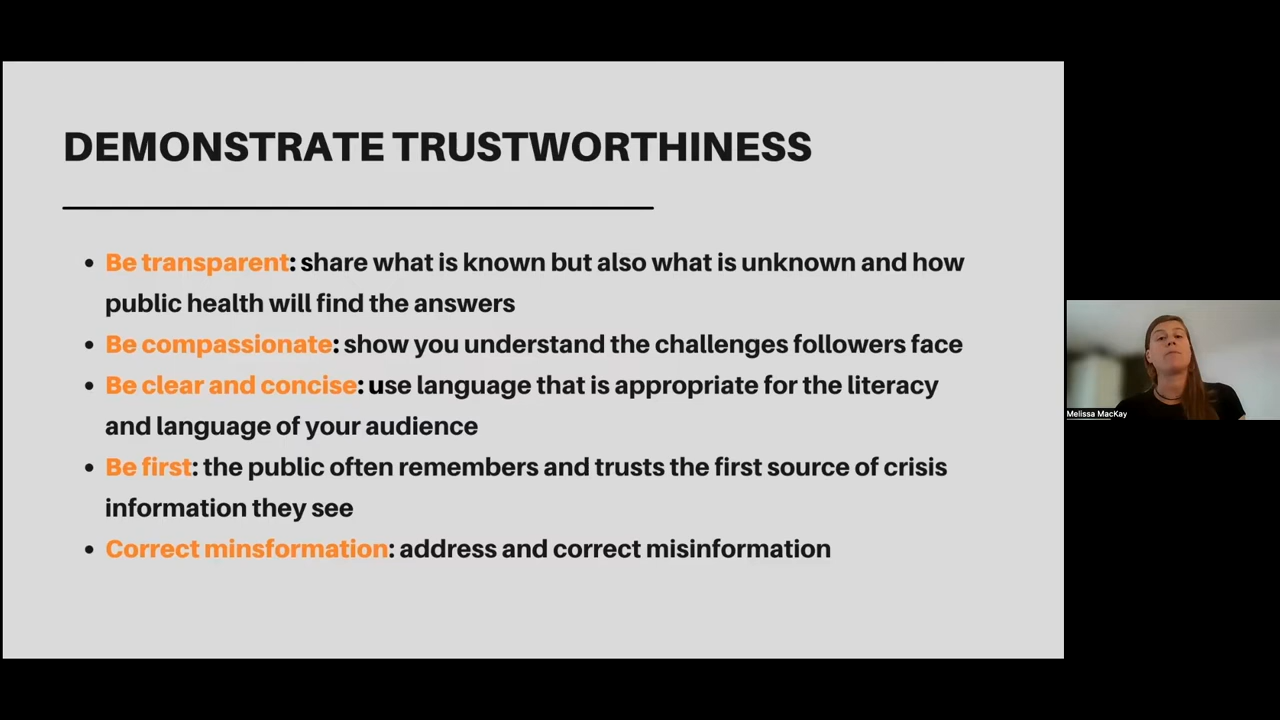 DEMONSTRATE TRUSTWORTHINESS
• Be transparent: share what is known but also what is unknown and how
public health will find the answers
• Be compassionate: show you understand the challenges followers face
• Be clear and concise: use language that is appropriate for the literacy
and language of your audience
• Be first: the public often remembers and trusts the first source of crisis
information they see
• Correct minsformation: address and correct misinformation
Melissa MacKay